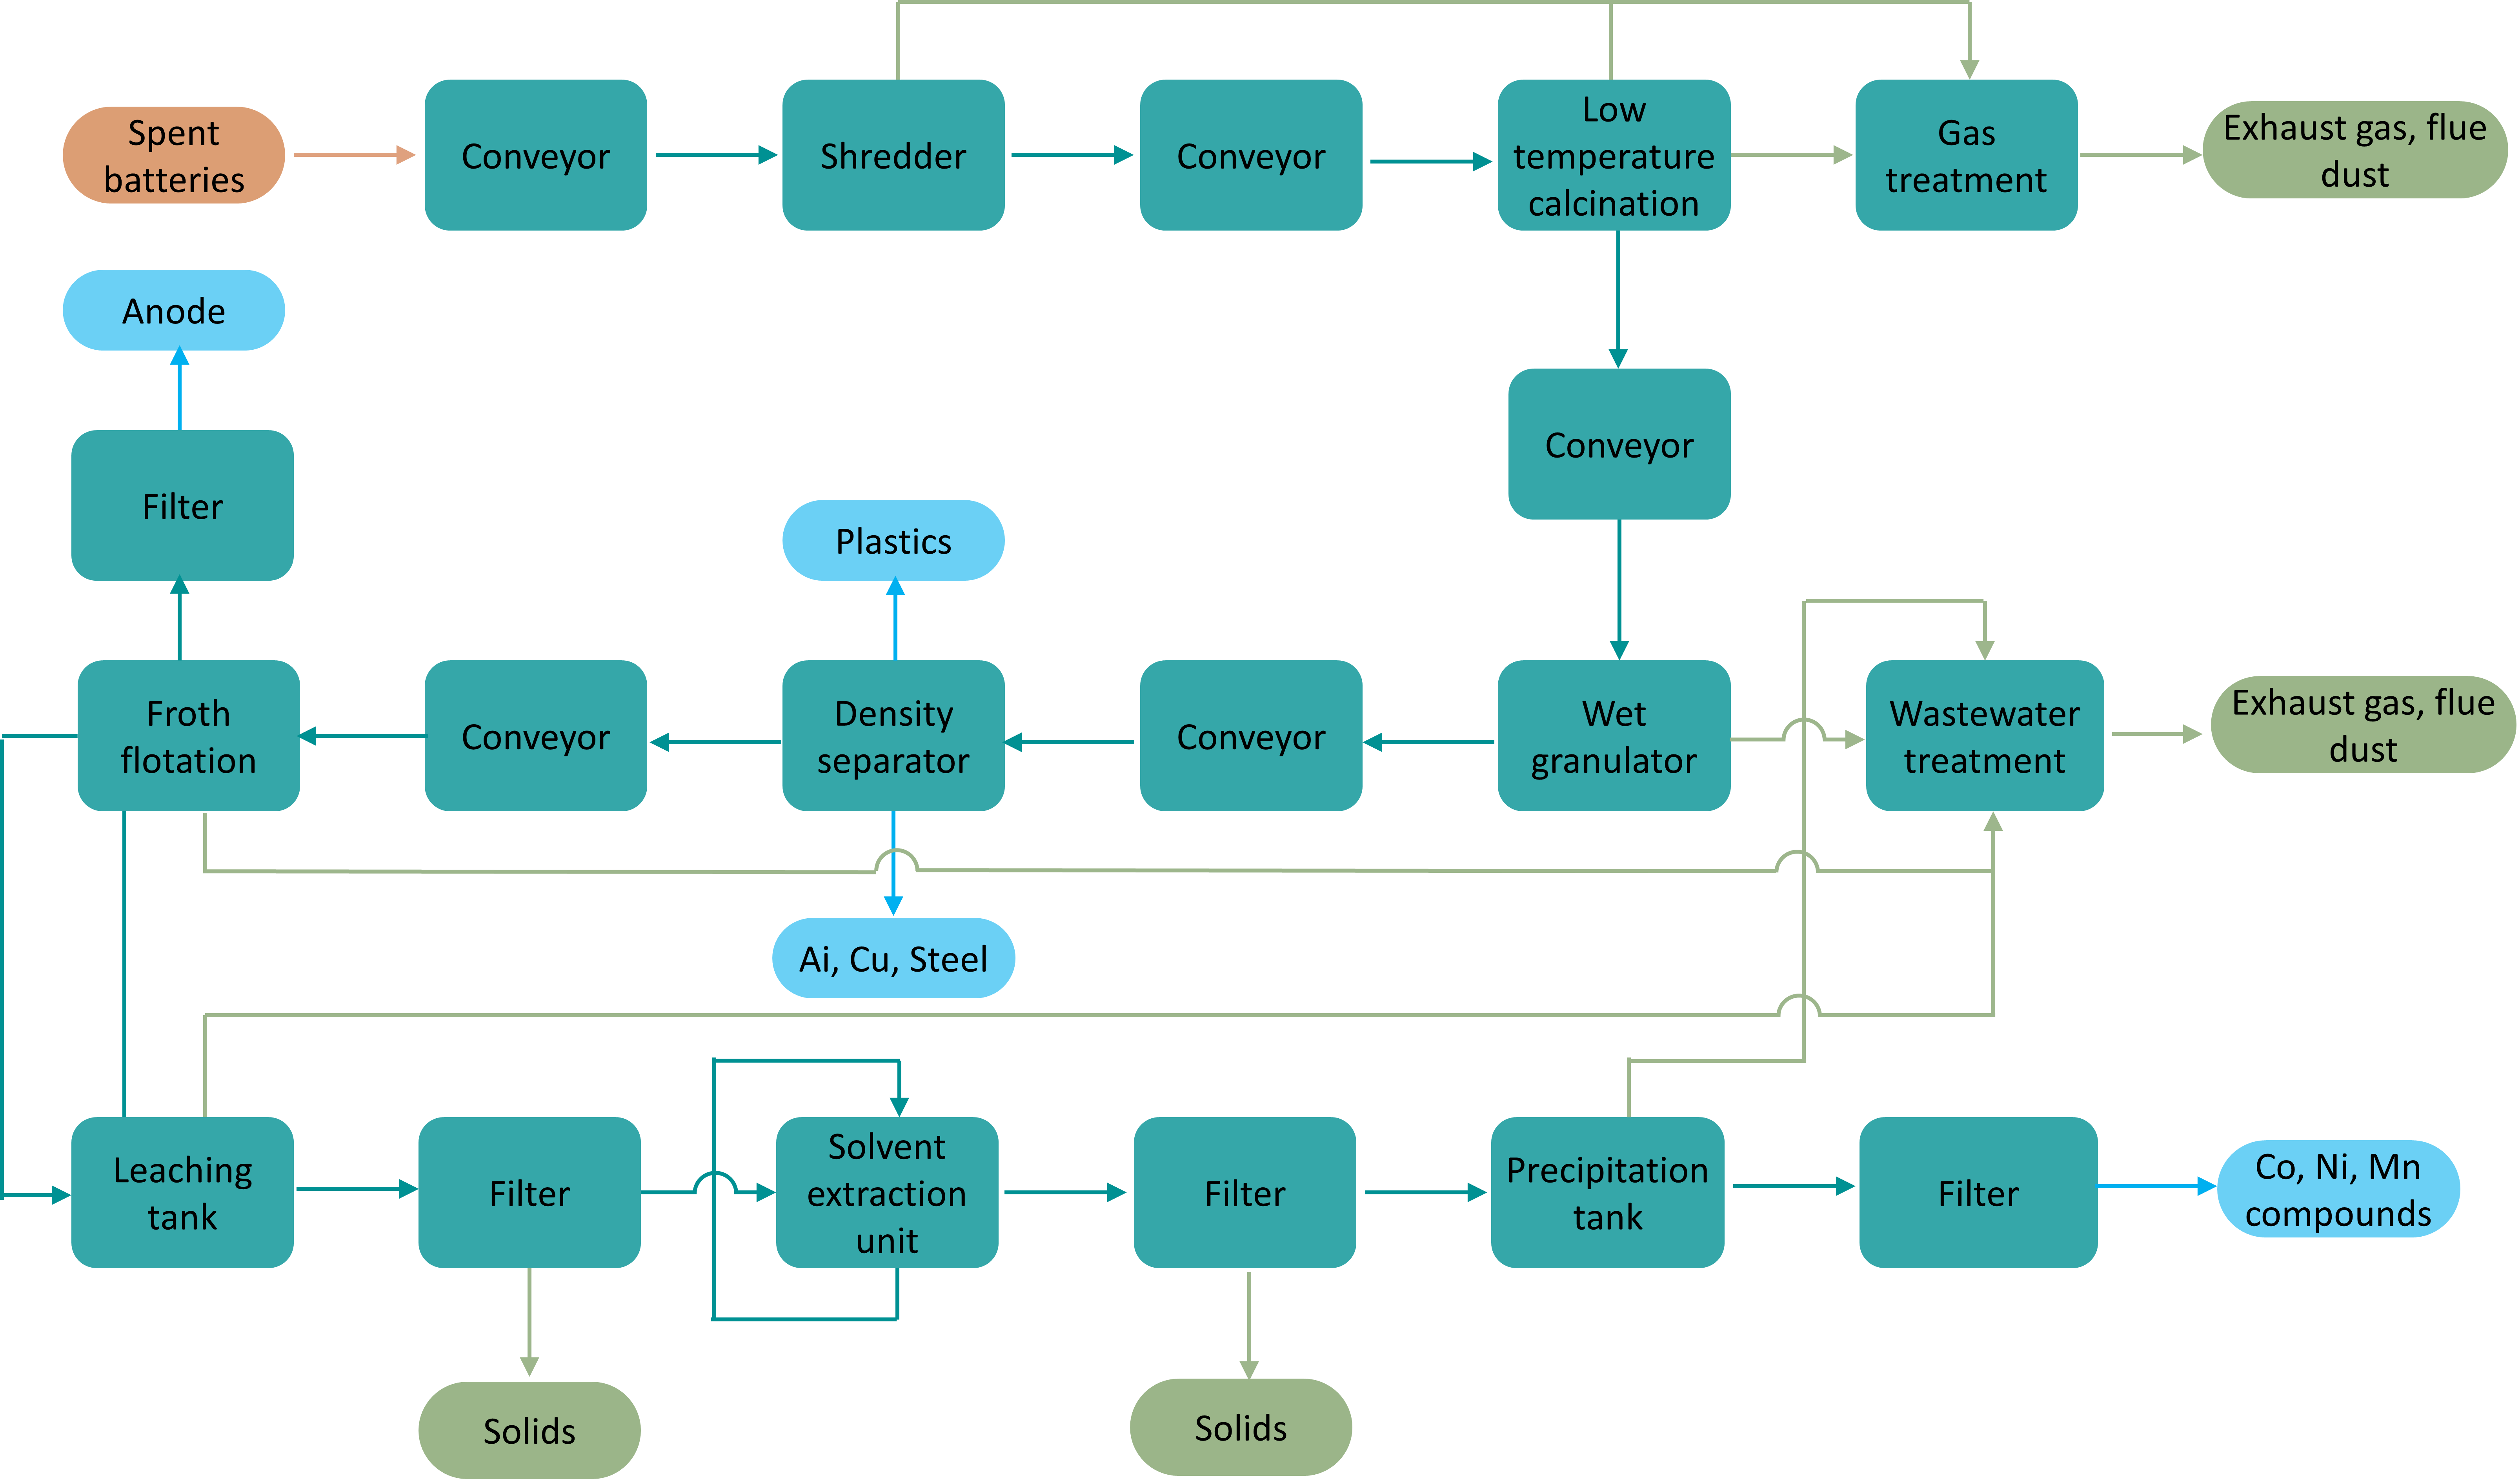 Spent
batteries
Conveyor
Shredder
Conveyor
Low
temperature
calcination
Gas
treatment
Exhaust gas, flue
dust
Anode
Conveyor
Filter
Plastics
Froth
flotation
Conveyor
Density
separator
Conveyor
Wet
granulator
Wastewater
treatment
Exhaust gas, flue
dust
Ai, Cu, Steel
Leaching
tank
Filter
Solvent
extraction
unit
Filter
Precipitation
tank
Filter
Co, Ni, Mn
compounds
Solids
Solids